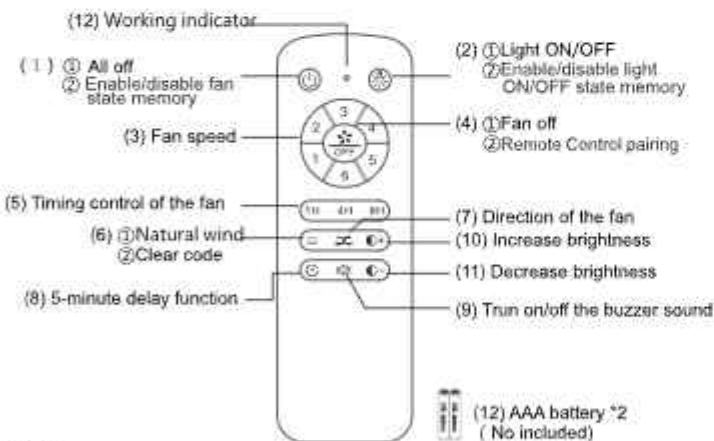 (12) Working indicator
(1) ① All off
② Enable/disable fan
state memory
(2) ①Light ON/OFF
②Enable/disable light
ON/OFF state memory
(3) Fan speed
1 2 3 4 5 6
OFF
(4) ①Fan off
②Remote Control pairing
(5) Timing control of the fan
1H 4H 8H
(6) ①Natural wind
②Clear code
(7) Direction of the fan
(10) Increase brightness
(11) Decrease brightness
(8) 5-minute delay function
(9) Trun on/off the buzzer sound
(12) AAA battery *2
( No included)